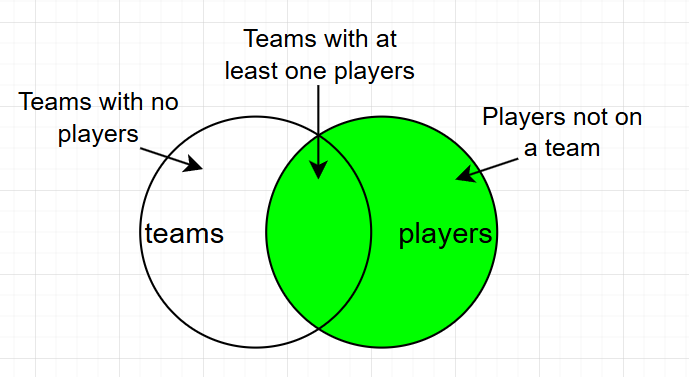 Teams with at
least one players
Teams with no
players
Players not on
a team
teams
players